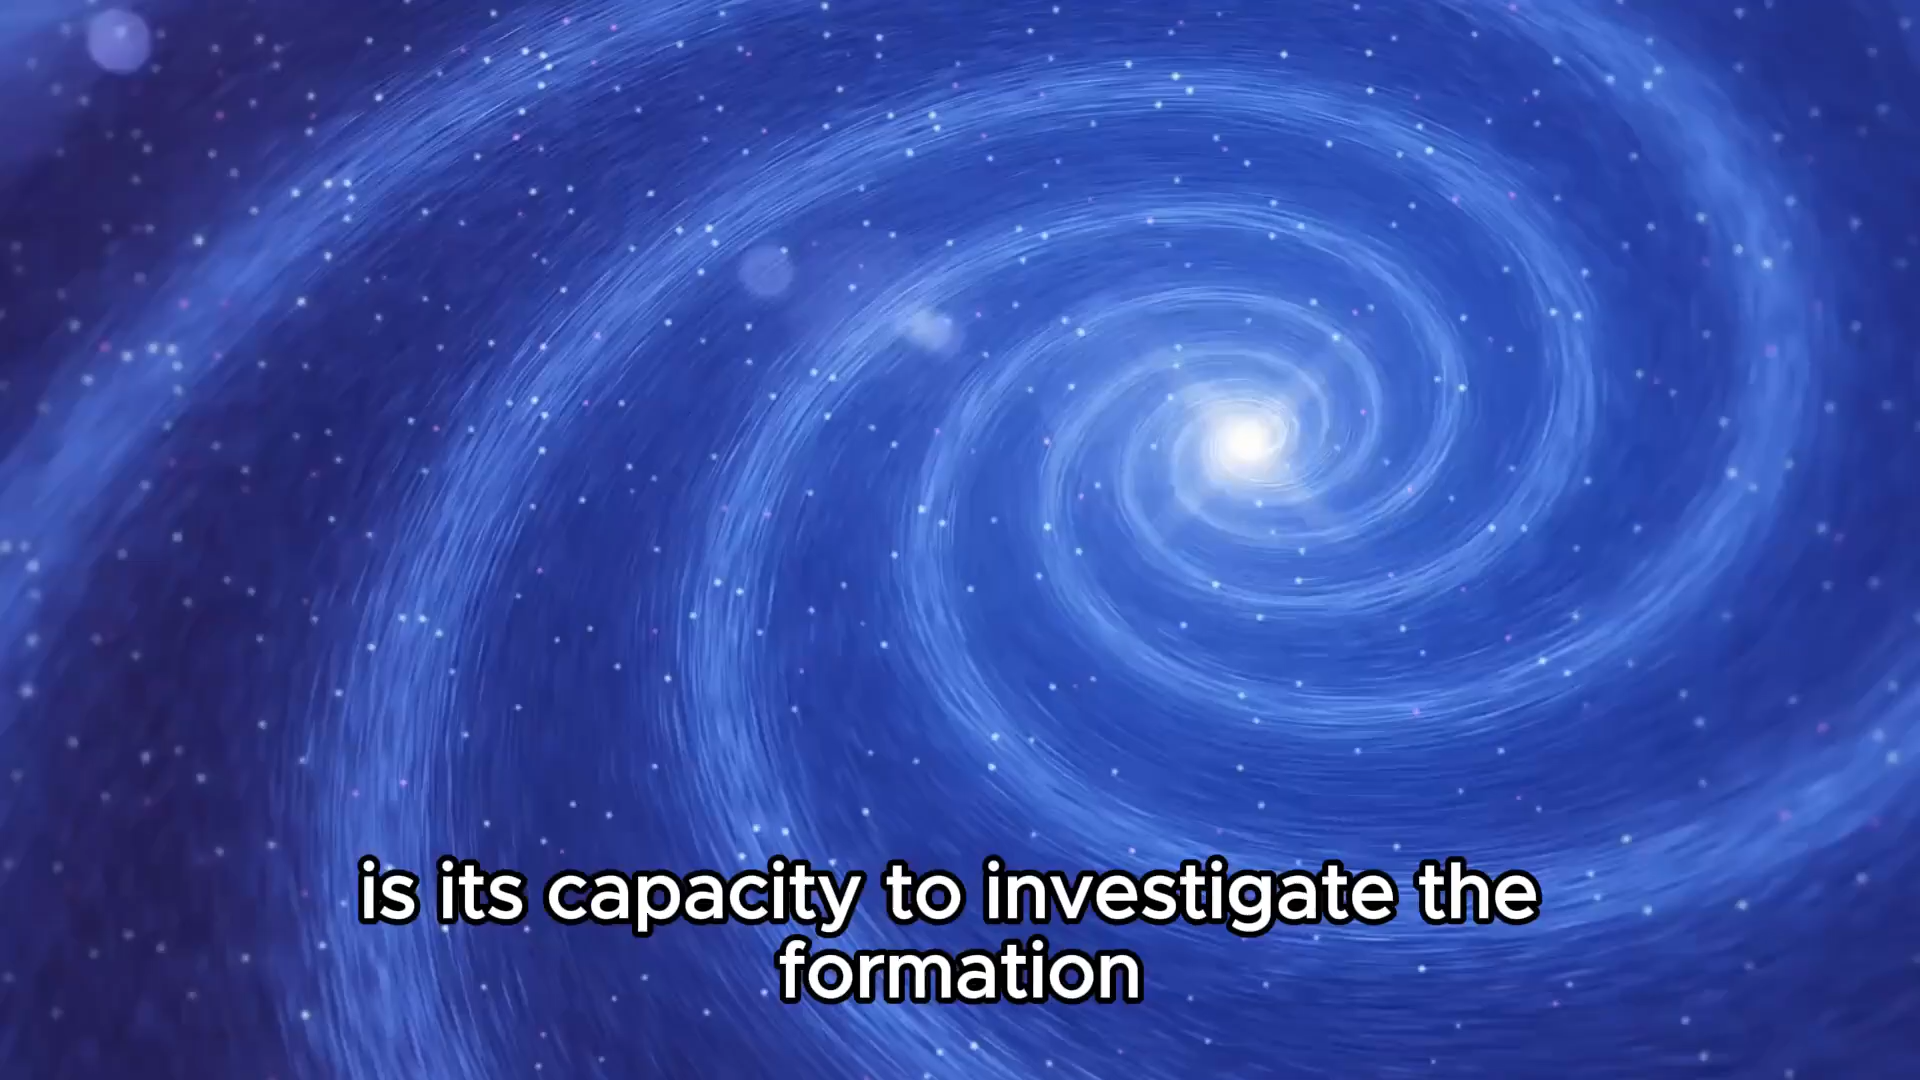 is its capacity to investigate the
formation